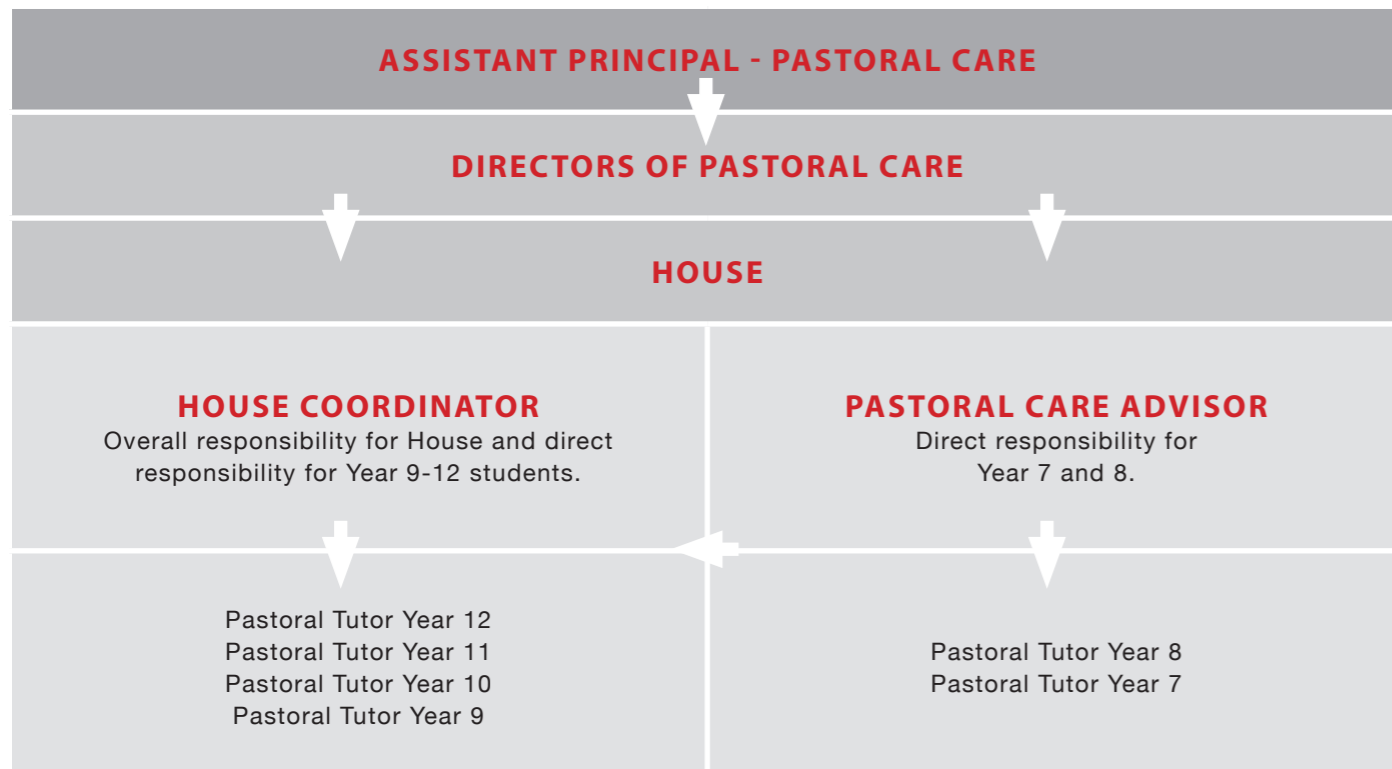 ASSISTANT PRINCIPAL - PASTORAL CARE
DIRECTORS OF PASTORAL CARE
HOUSE
HOUSE COORDINATOR
Overall responsibility for House and direct
responsibility for Year 9-12 students.
PASTORAL CARE ADVISOR
Direct responsibility for
Year 7 and 8.
Pastoral Tutor Year 12
Pastoral Tutor Year 11
Pastoral Tutor Year 10
Pastoral Tutor Year 9
Pastoral Tutor Year 8
Pastoral Tutor Year 7